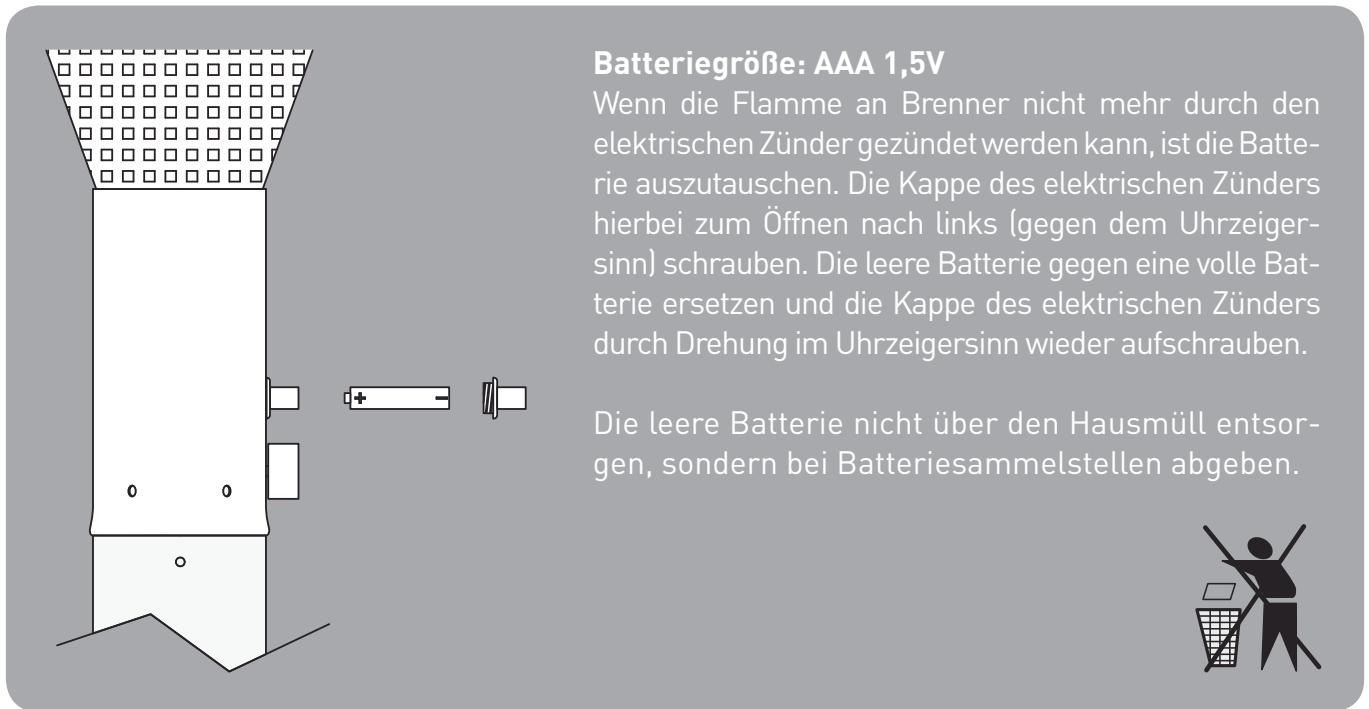 Batteriegröße: AAA 1,5V
Wenn die Flamme an Brenner nicht mehr durch den
elektrischen Zünder gezündet werden kann, ist die Batte-
rie auszutauschen. Die Kappe des elektrischen Zünders
hierbei zum Öffnen nach links (gegen dem Uhrzeiger-
sinn) schrauben. Die leere Batterie gegen eine volle Bat-
terie ersetzen und die Kappe des elektrischen Zünders
durch Drehung im Uhrzeigersinn wieder aufschrauben.
+ −
Die leere Batterie nicht über den Hausmüll entsor-
gen, sondern bei Batteriesammelstellen abgeben.